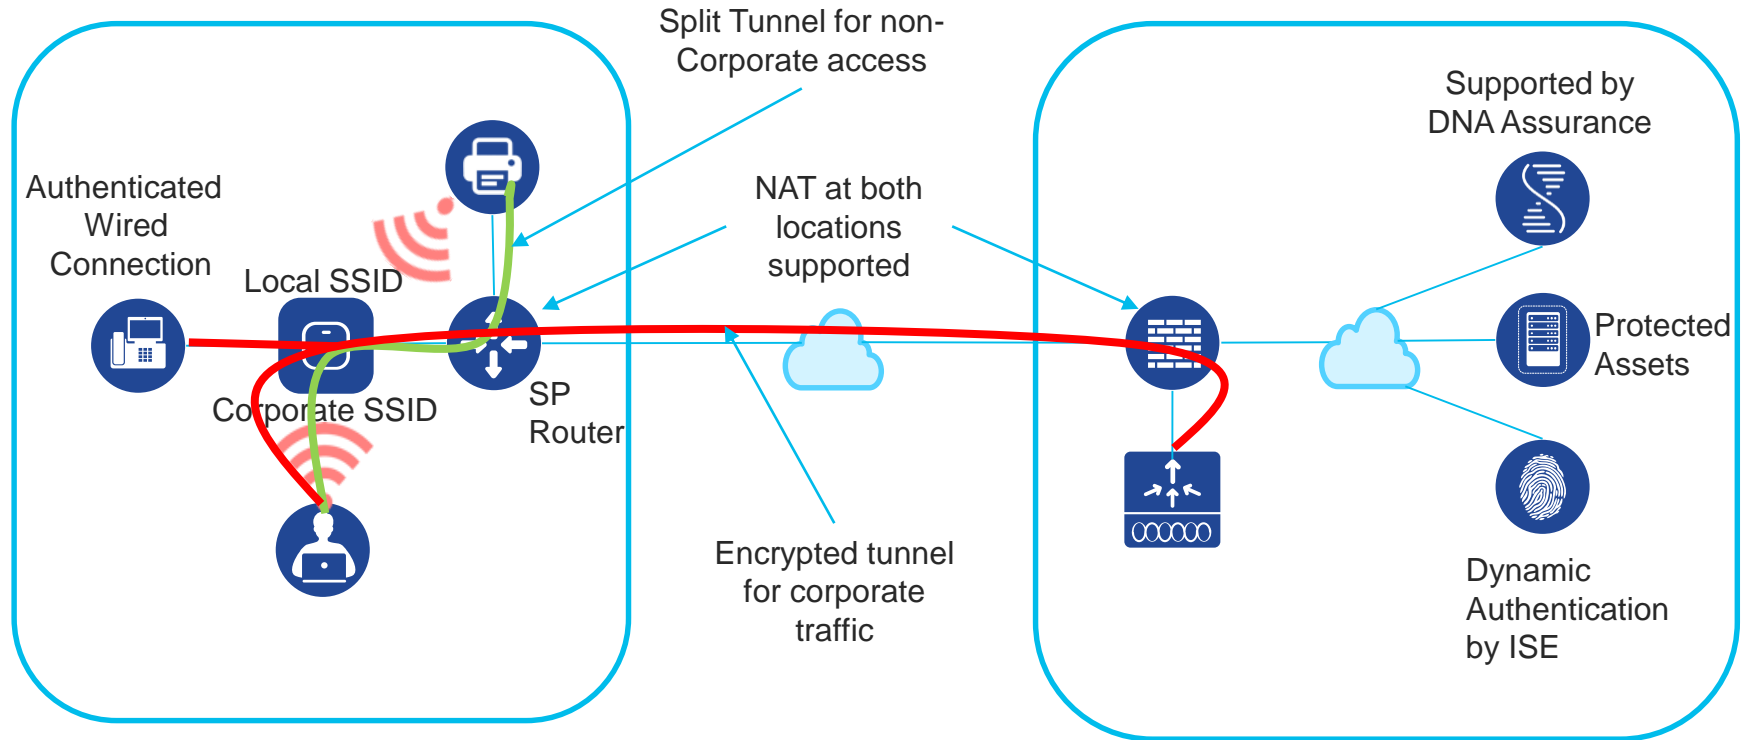 Split Tunnel for non-
Corporate access
Supported by
DNA Assurance
Authenticated
Wired
Connection
NAT at both
locations
supported
Local SSID
Protected
Assets
Corporate SSID
SP
Router
Encrypted tunnel
for corporate
traffic
Dynamic
Authentication
by ISE